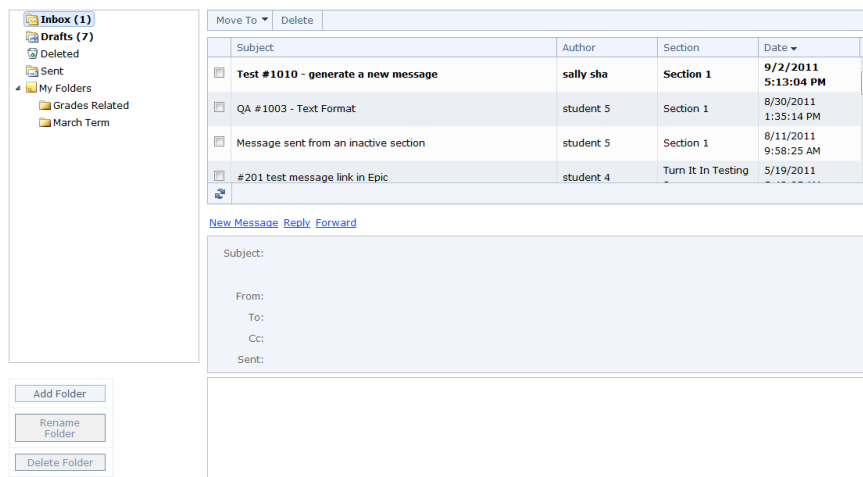 Inbox (1)
Drafts (7)
Deleted
Sent
My Folders
Grades Related
March Term
Move To Delete
Subject Author Section Date
Test #1010 - generate a new message sally sha Section 1 9/2/2011
5:13:04 PM
QA #1003 - Text Format student 5 Section 1 8/30/2011
1:35:14 PM
Message sent from an inactive section student 5 Section 1 8/11/2011
9:58:25 AM
#201 test message link in Epic student 4 Turn It In Testing 5/19/2011
New Message Reply Forward
Subject:
From:
To:
Cc:
Sent:
Add Folder
Rename
Folder
Delete Folder